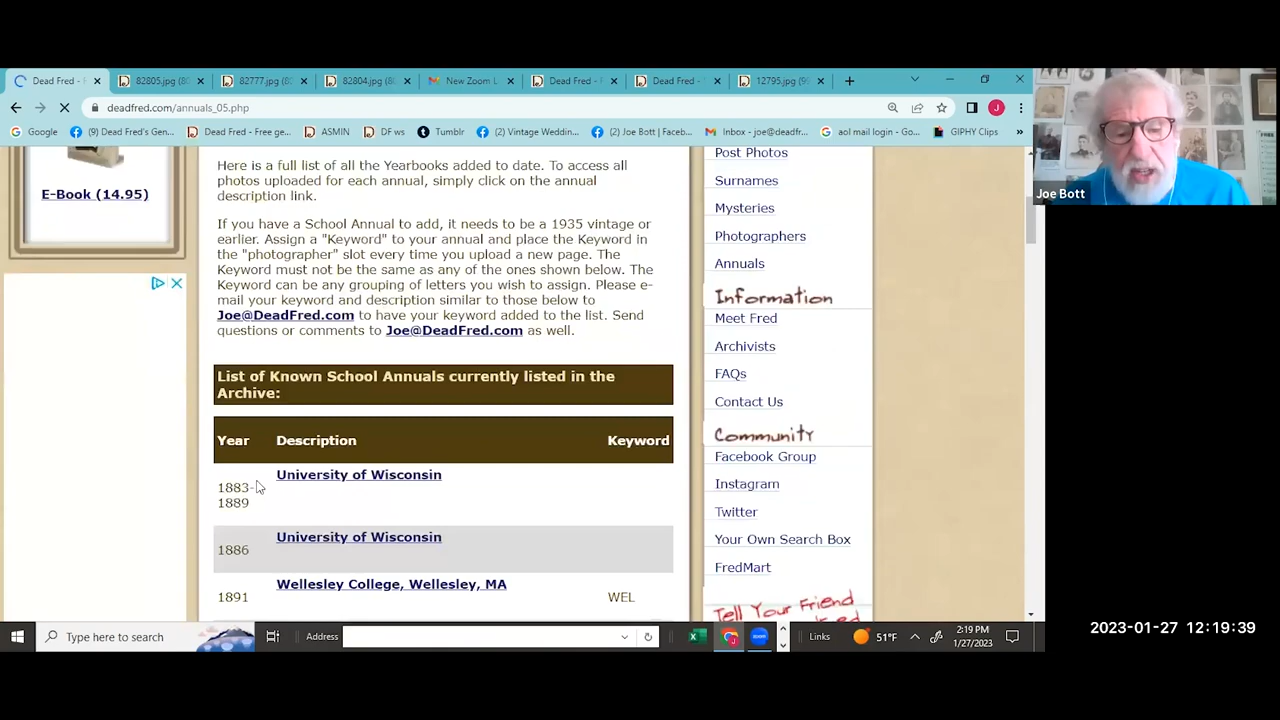 Dead Fred -
82805.jpg (80
82777.jpg (80
82804.jpg (80
New Zoom L
Dead Fred -
Dead Fred -
12795.jpg (99
deadfred.com/annuals_05.php
J
Google
(9) Dead Fred's Gen...
Dead Fred - Free ge...
ASMIN
DF ws
Tumblr
(2) Vintage Weddin...
(2) Joe Bott | Faceb...
Inbox - joe@deadfr...
aol mail login - Go...
GIPHY Clips
»
E-Book (14.95)
Here is a full list of all the Yearbooks added to date. To access all
photos uploaded for each annual, simply click on the annual
description link.
If you have a School Annual to add, it needs to be a 1935 vintage or
earlier. Assign a "Keyword" to your annual and place the Keyword in
the "photographer" slot every time you upload a new page. The
Keyword must not be the same as any of the ones shown below. The
Keyword can be any grouping of letters you wish to assign. Please e-
mail your keyword and description similar to those below to
Joe@DeadFred.com to have your keyword added to the list. Send
questions or comments to Joe@DeadFred.com as well.
List of Known School Annuals currently listed in the
Archive:
Year Description Keyword
University of Wisconsin
1883-
1889
University of Wisconsin
1886
Wellesley College, Wellesley, MA
1891 WEL
Post Photos
Surnames
Mysteries
Photographers
Annuals
Information
Meet Fred
Archivists
FAQs
Contact Us
Community
Facebook Group
Instagram
Twitter
Your Own Search Box
FredMart
Tell Your Friend
Joe Bott
Type here to search
Address
Links
51°F
2:19 PM
1/27/2023
2023-01-27 12:19:39